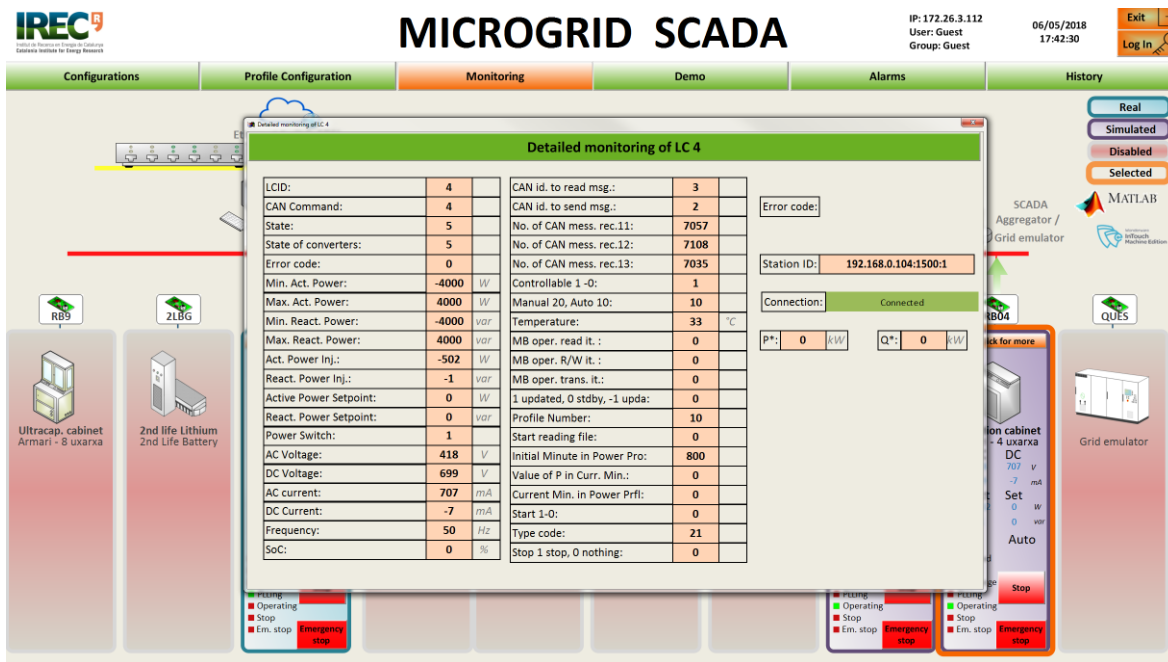 IREC
Institut de Recerca en Energia de Catalunya
Catalonia Institute for Energy Research
MICROGRID SCADA
IP: 172.26.3.112
User: Guest
Group: Guest
06/05/2018
17:42:30
Exit
Log In
Configurations
Profile Configuration
Monitoring
Demo
Alarms
History
Real
Simulated
Disabled
Selected
MATLAB
InTouch
Machine Edition
SCADA
Aggregator /
Grid emulator
Detailed monitoring of LC 4
Detailed monitoring of LC 4
LCID: 4
CAN Command: 4
State: 5
State of converters: 5
Error code: 0
Min. Act. Power: -4000 W
Max. Act. Power: 4000 W
Min. React. Power: -4000 var
Max. React. Power: 4000 var
Act. Power Inj.: -502 W
React. Power Inj.: -1 var
Active Power Setpoint: 0 W
React. Power Setpoint: 0 var
Power Switch: 1
AC Voltage: 418 V
DC Voltage: 699 V
AC current: 707 mA
DC Current: -7 mA
Frequency: 50 Hz
SoC: 0 %
CAN id. to read msg.: 3
CAN id. to send msg.: 2
No. of CAN mess. rec.11: 7057
No. of CAN mess. rec.12: 7108
No. of CAN mess. rec.13: 7035
Controllable 1 -0: 1
Manual 20, Auto 10: 10
Temperature: 33 °C
MB oper. read it. : 0
MB oper. R/W it. : 0
MB oper. trans. it.: 0
1 updated, 0 stdby, -1 upda: 0
Profile Number: 10
Start reading file: 0
Initial Minute in Power Pro: 800
Value of P in Curr. Min.: 0
Current Min. in Power Prfl: 0
Start 1-0: 0
Type code: 21
Stop 1 stop, 0 nothing: 0
Error code:
Station ID: 192.168.0.104:1500:1
Connection: Connected
P*: 0 kW Q*: 0 kW
RB9
2LBG
RB04
QUES
Ultracap. cabinet
Armari - 8 uxarxa
2nd life Lithium
2nd Life Battery
Grid emulator
for more
cabinet
- 4 uxarxa
DC
707 V
-7 mA
Set
0 W
0 var
Auto
Stop
Operating
Stop
Em. stop
Emergency
stop
Operating
Stop
Em. stop
Emergency
stop
Operating
Stop
Em. stop
Emergency
stop